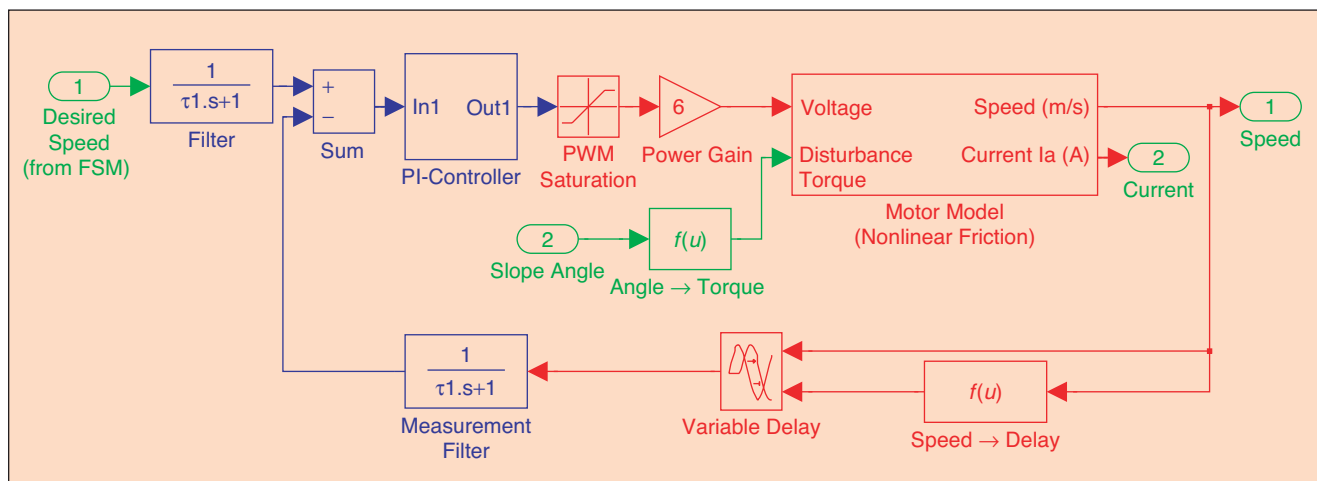 1
Desired
Speed
(from FSM)
1
τ1.s+1
Filter
+
−
Sum
In1 Out1
PI-Controller
PWM
Saturation
6
Power Gain
Voltage
Speed (m/s)
Disturbance
Torque
Current Ia (A)
Motor Model
(Nonlinear Friction)
1
Speed
2
Current
2
Slope Angle
f(u)
Angle → Torque
1
τ1.s+1
Measurement
Filter
Variable Delay
f(u)
Speed → Delay